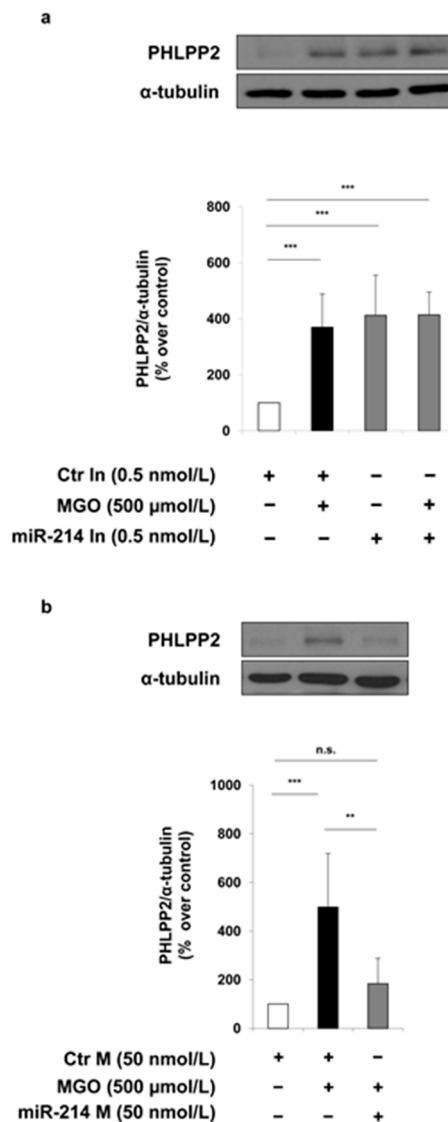 a
PHLPP2
α-tubulin
***
***
***
800
600
400
200
0
PHLPP2/α-tubulin
(% over control)
Ctr In (0.5 nmol/L) + + − −
MGO (500 µmol/L) − + − +
miR-214 In (0.5 nmol/L) − − + +
b
PHLPP2
α-tubulin
n.s.
***
**
1000
800
600
400
200
0
PHLPP2/α-tubulin
(% over control)
Ctr M (50 nmol/L) + + −
MGO (500 µmol/L) − + +
miR-214 M (50 nmol/L) − − +